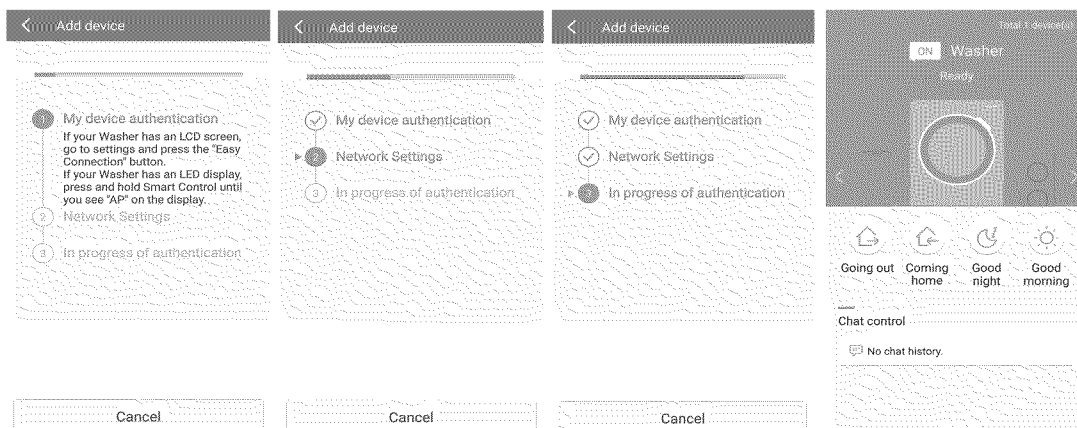 Add device
1 My device authentication
If your Washer has an LCD screen,
go to settings and press the "Easy
Connection" button.
If your Washer has an LED display,
press and hold Smart Control until
you see "AP" on the display.
2 Network Settings
3 In progress of authentication
Cancel
Add device
My device authentication
2 Network Settings
3 In progress of authentication
Cancel
Add device
My device authentication
Network Settings
In progress of authentication
Cancel
Total 1 device(s)
ON Washer
Ready
Going out
Coming
home
Good
night
Good
morning
Chat control
No chat history.